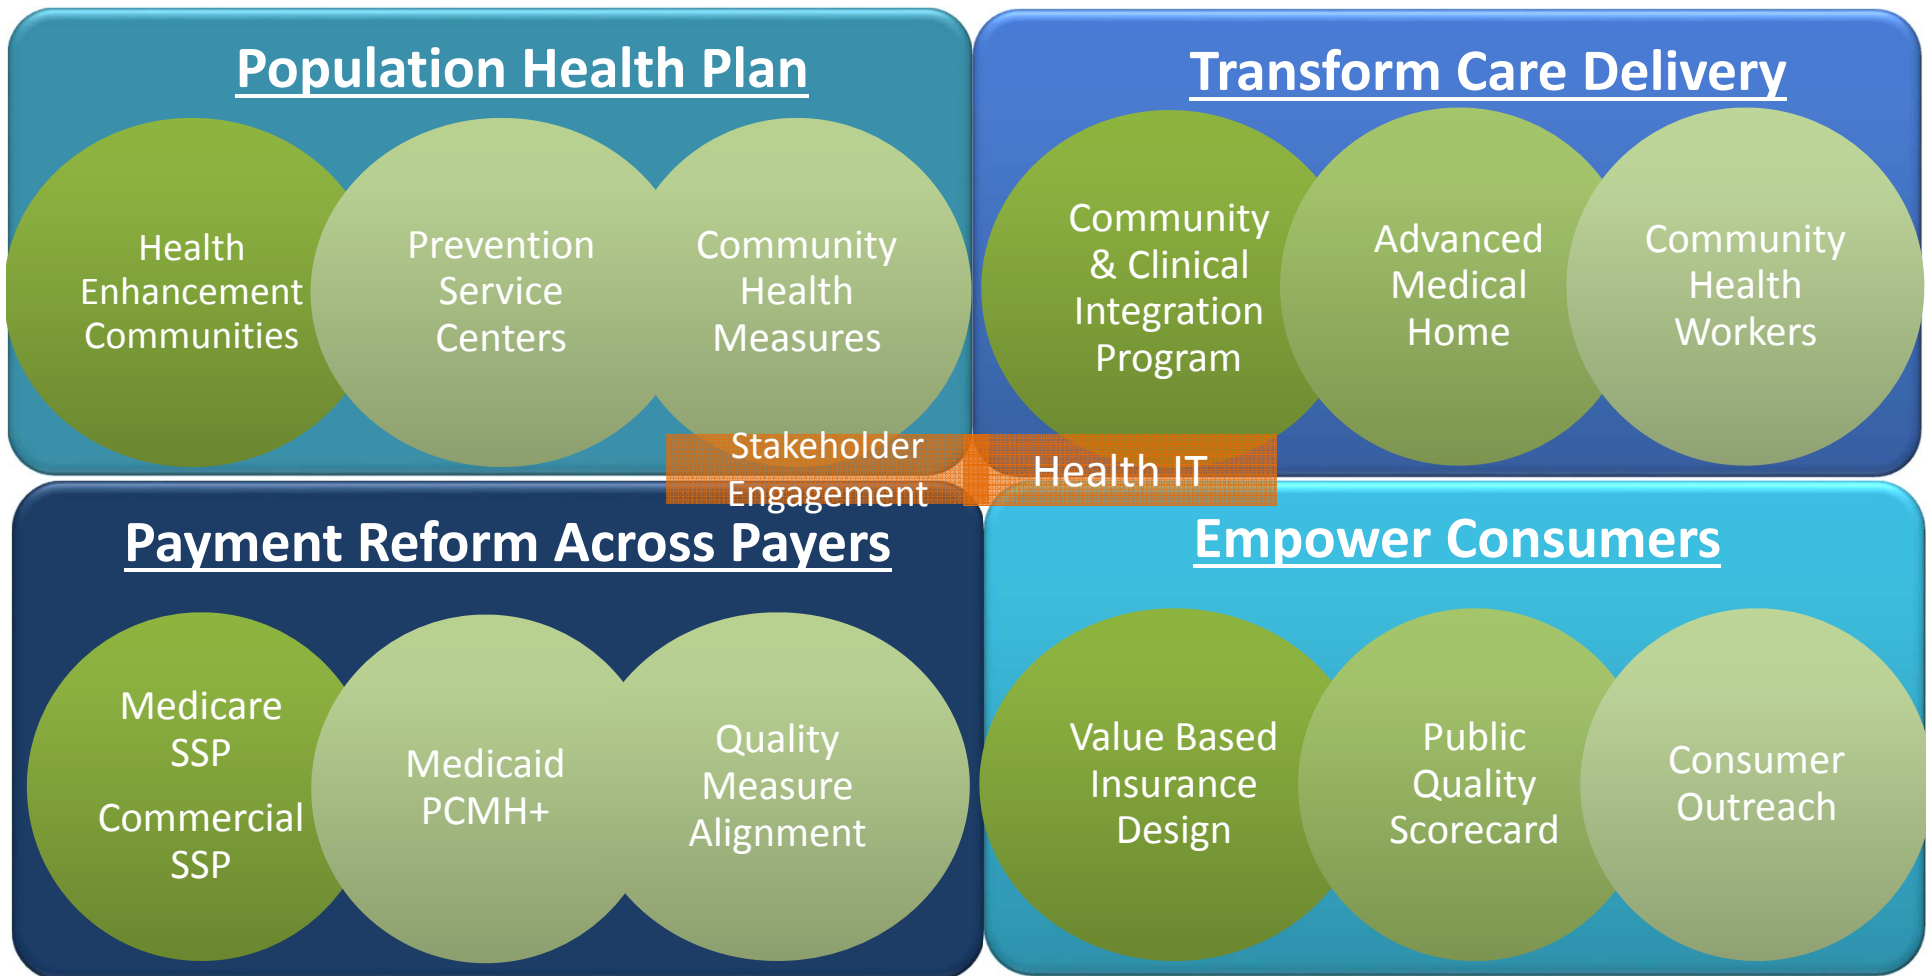 Population Health Plan
Health
Enhancement
Communities
Prevention
Service
Centers
Community
Health
Measures
Transform Care Delivery
Community
& Clinical
Integration
Program
Advanced
Medical
Home
Community
Health
Workers
Stakeholder
Engagement
Health IT
Payment Reform Across Payers
Medicare
SSP
Commercial
SSP
Medicaid
PCMH+
Quality
Measure
Alignment
Empower Consumers
Value Based
Insurance
Design
Public
Quality
Scorecard
Consumer
Outreach